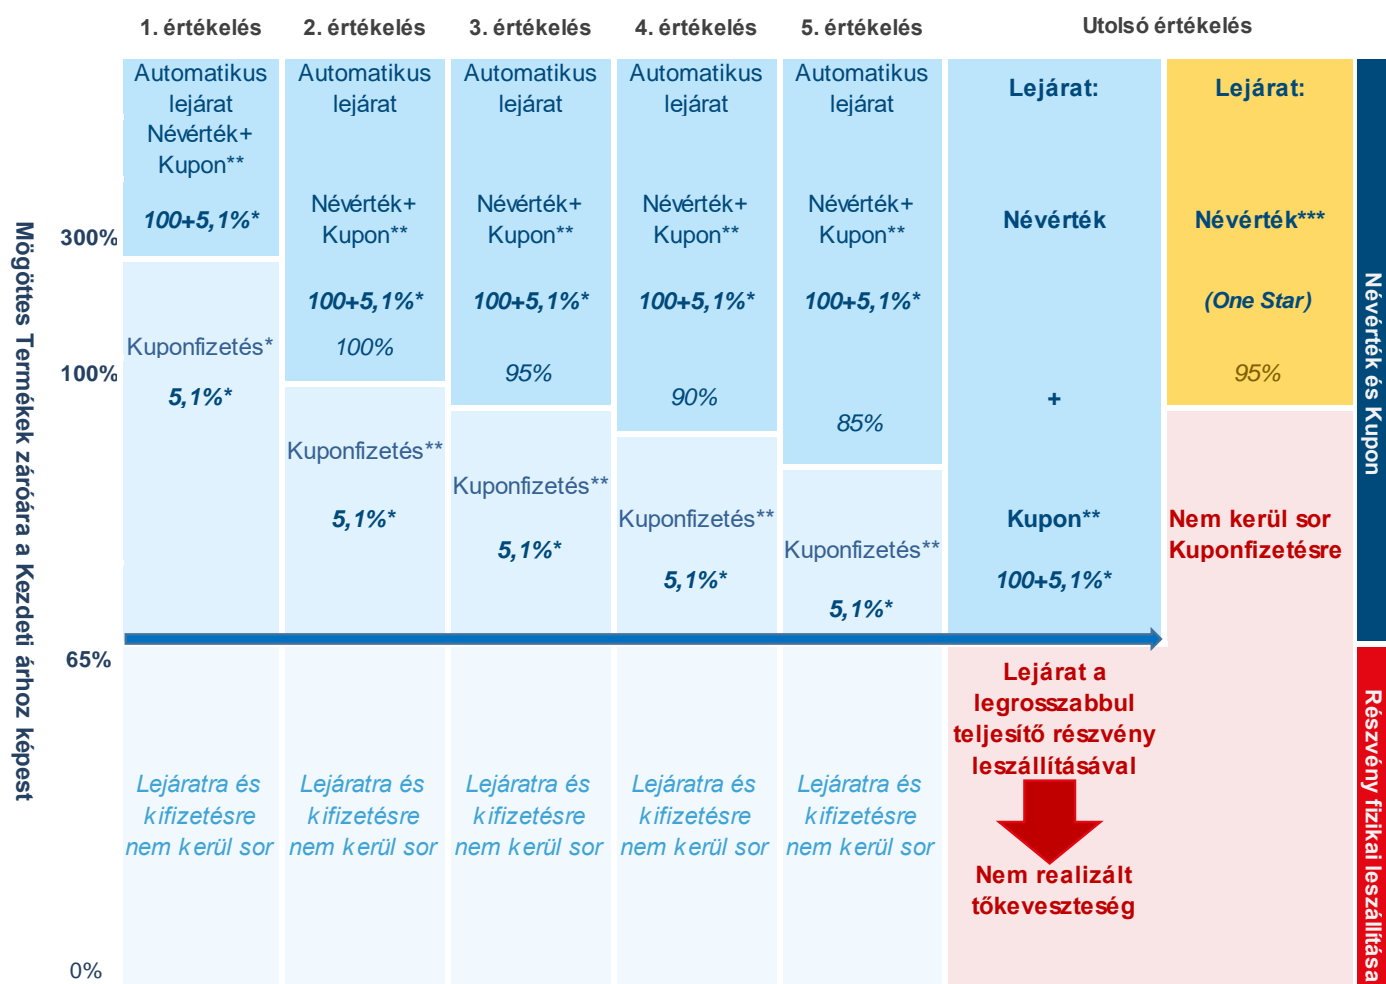 1. értékelés
2. értékelés
3. értékelés
4. értékelés
5. értékelés
Utolsó értékelés
Mögöttes Termékek záróára a Kezdeti árhoz képest
300%
100%
65%
0%
Automatikus
lejárat
Névérték+
Kupon**
100+5,1%*
Kuponfizetés*
5,1%*
Lejáratra és
kifizetésre
nem kerül sor
Automatikus
lejárat
Névérték+
Kupon**
100+5,1%*
100%
Kuponfizetés**
5,1%*
Lejáratra és
kifizetésre
nem kerül sor
Automatikus
lejárat
Névérték+
Kupon**
100+5,1%*
95%
Kuponfizetés**
5,1%*
Lejáratra és
kifizetésre
nem kerül sor
Automatikus
lejárat
Névérték+
Kupon**
100+5,1%*
90%
Kuponfizetés**
5,1%*
Lejáratra és
kifizetésre
nem kerül sor
Automatikus
lejárat
Névérték+
Kupon**
100+5,1%*
85%
Kuponfizetés**
5,1%*
Lejáratra és
kifizetésre
nem kerül sor
Lejárat:
Névérték
+
Kupon**
100+5,1%*
Lejárat a
legrosszabbul
teljesítő részvény
leszállításával
Nem realizált
tőkeveszteség
Lejárat:
Névérték***
(One Star)
95%
Nem kerül sor
Kuponfizetésre
Névérték és Kupon
Részvény fizikai leszállítása